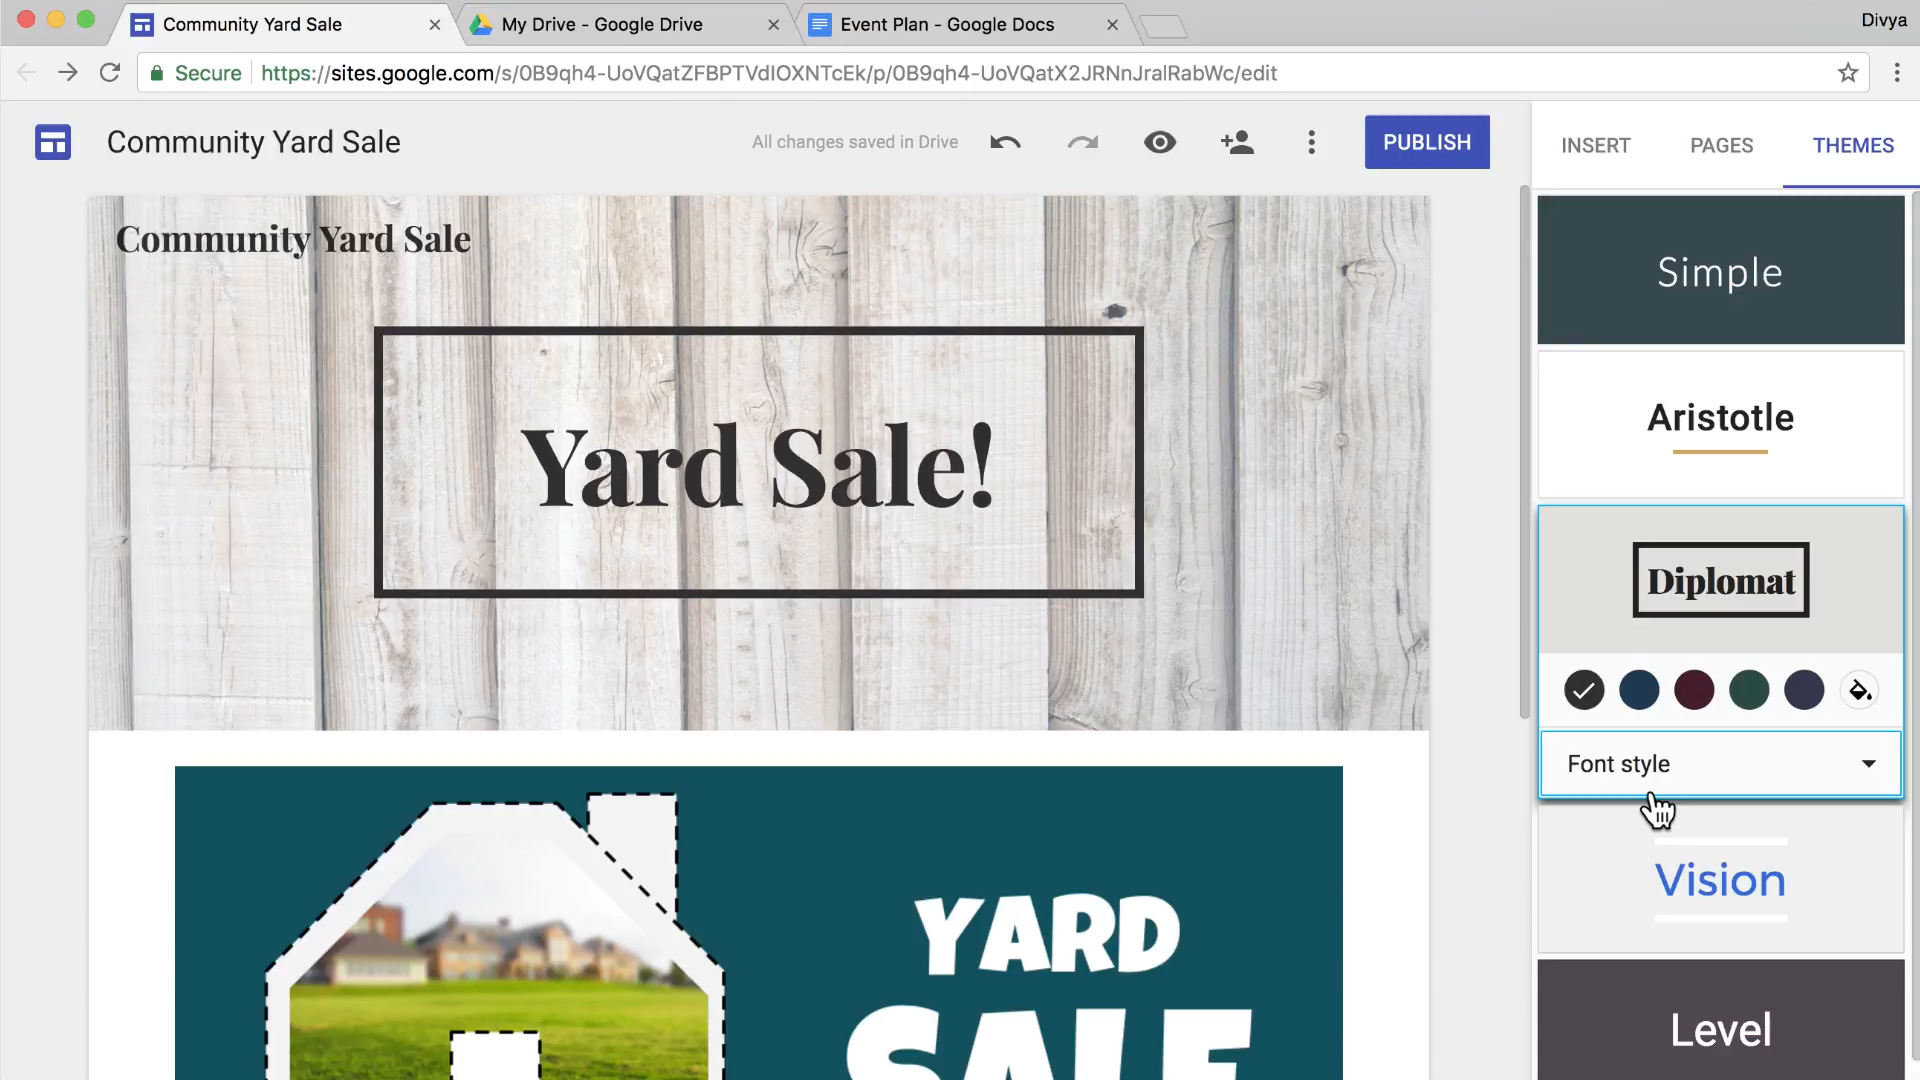 Community Yard Sale
My Drive - Google Drive
Event Plan - Google Docs
Divya
Secure
https://sites.google.com/s/0B9qh4-UoVQatZFBPTVdIOXNTcEk/p/0B9qh4-UoVQatX2JRNnJralRabWc/edit
Community Yard Sale
All changes saved in Drive
PUBLISH
INSERT
PAGES
THEMES
Community Yard Sale
Yard Sale!
YARD
SALE
Simple
Aristotle
Diplomat
Font style
Vision
Level